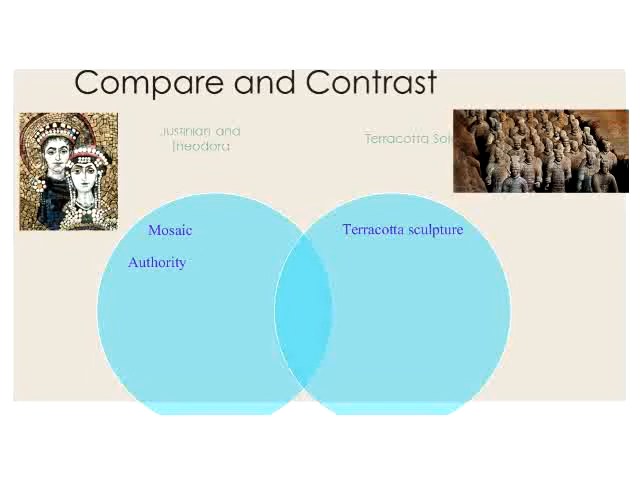 Compare and Contrast
Justinian and
Theodora
Terracotta
Mosaic
Terracotta sculpture
Authority